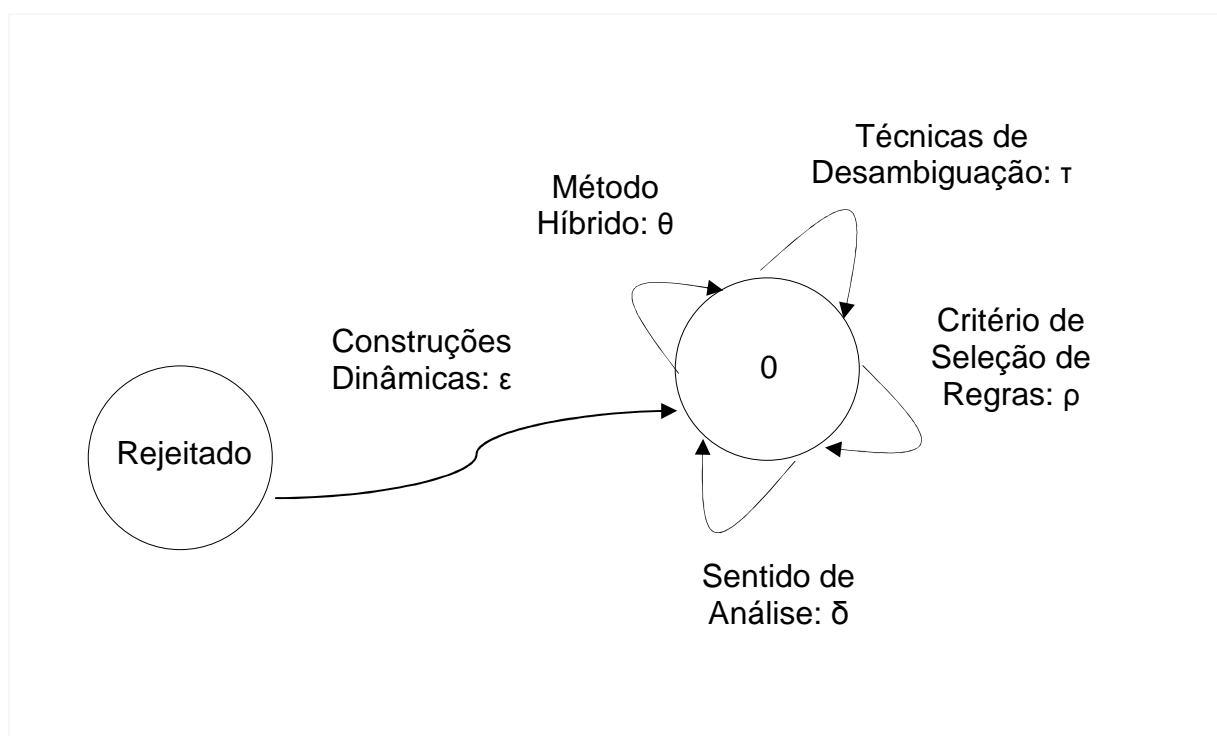 Técnicas de
Desambiguação: τ
Método
Híbrido: θ
Critério de
Seleção de
Regras: ρ
Construções
Dinâmicas: ε
0
Rejeitado
Sentido de
Análise: δ